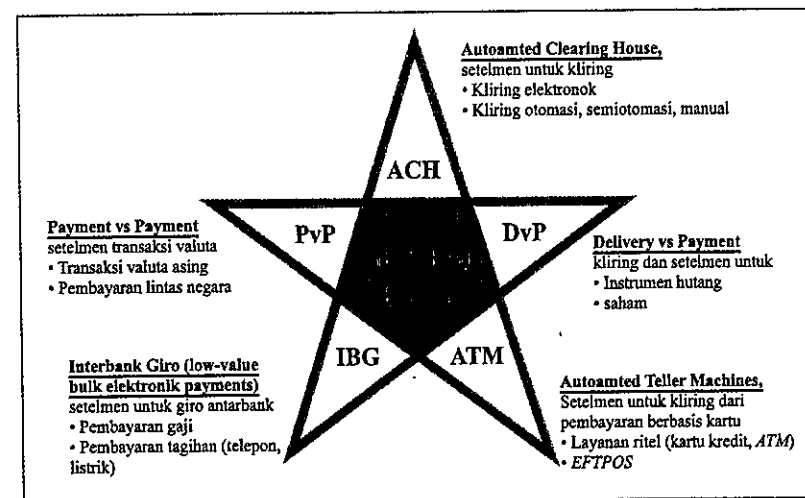 Autoamted Clearing House,
setelmen untuk kliring
• Kliring elektronok
• Kliring otomasi, semiotomasi, manual
ACH
PvP
DvP
IBG
ATM
Payment vs Payment
setelmen transaksi valuta
• Transaksi valuta asing
• Pembayaran lintas negara
Delivery vs Payment
kliring dan setelmen untuk
• Instrumen hutang
• saham
Interbank Giro (low-value
bulk elektronik payments)
setelmen untuk giro antarbank
• Pembayaran gaji
• Pembayaran tagihan (telepon,
listrik)
Autoamted Teller Machines,
Setelmen untuk kliring dari
pembayaran berbasis kartu
• Layanan ritel (kartu kredit, ATM)
• EFTPOS